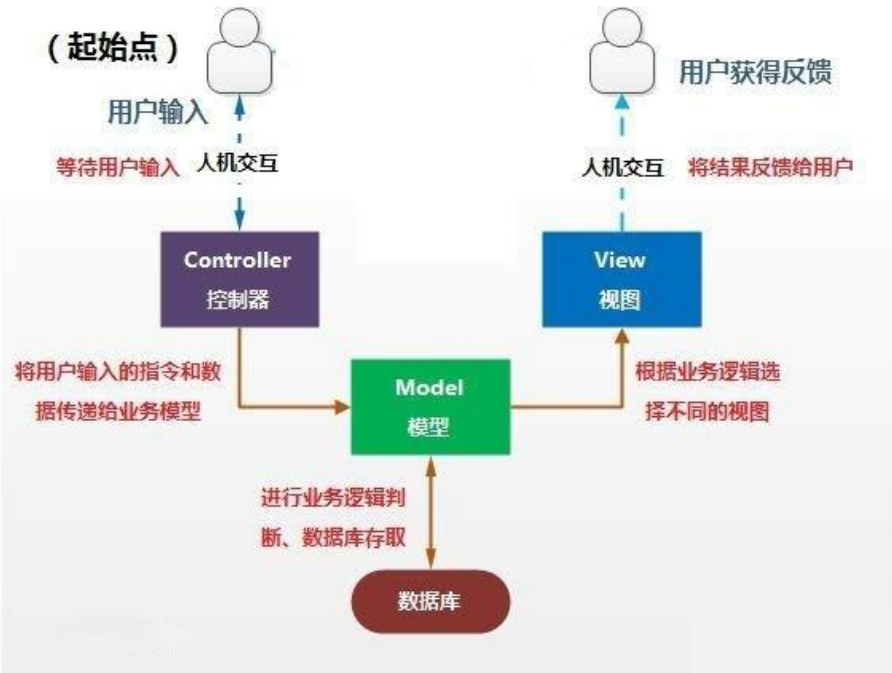 （起始点）
用户输入
等待用户输入
人机交互
用户获得反馈
人机交互
将结果反馈给用户
Controller
控制器
View
视图
将用户输入的指令和数
据传递给业务模型
Model
模型
根据业务逻辑选
择不同的视图
进行业务逻辑判
断、数据库存取
数据库